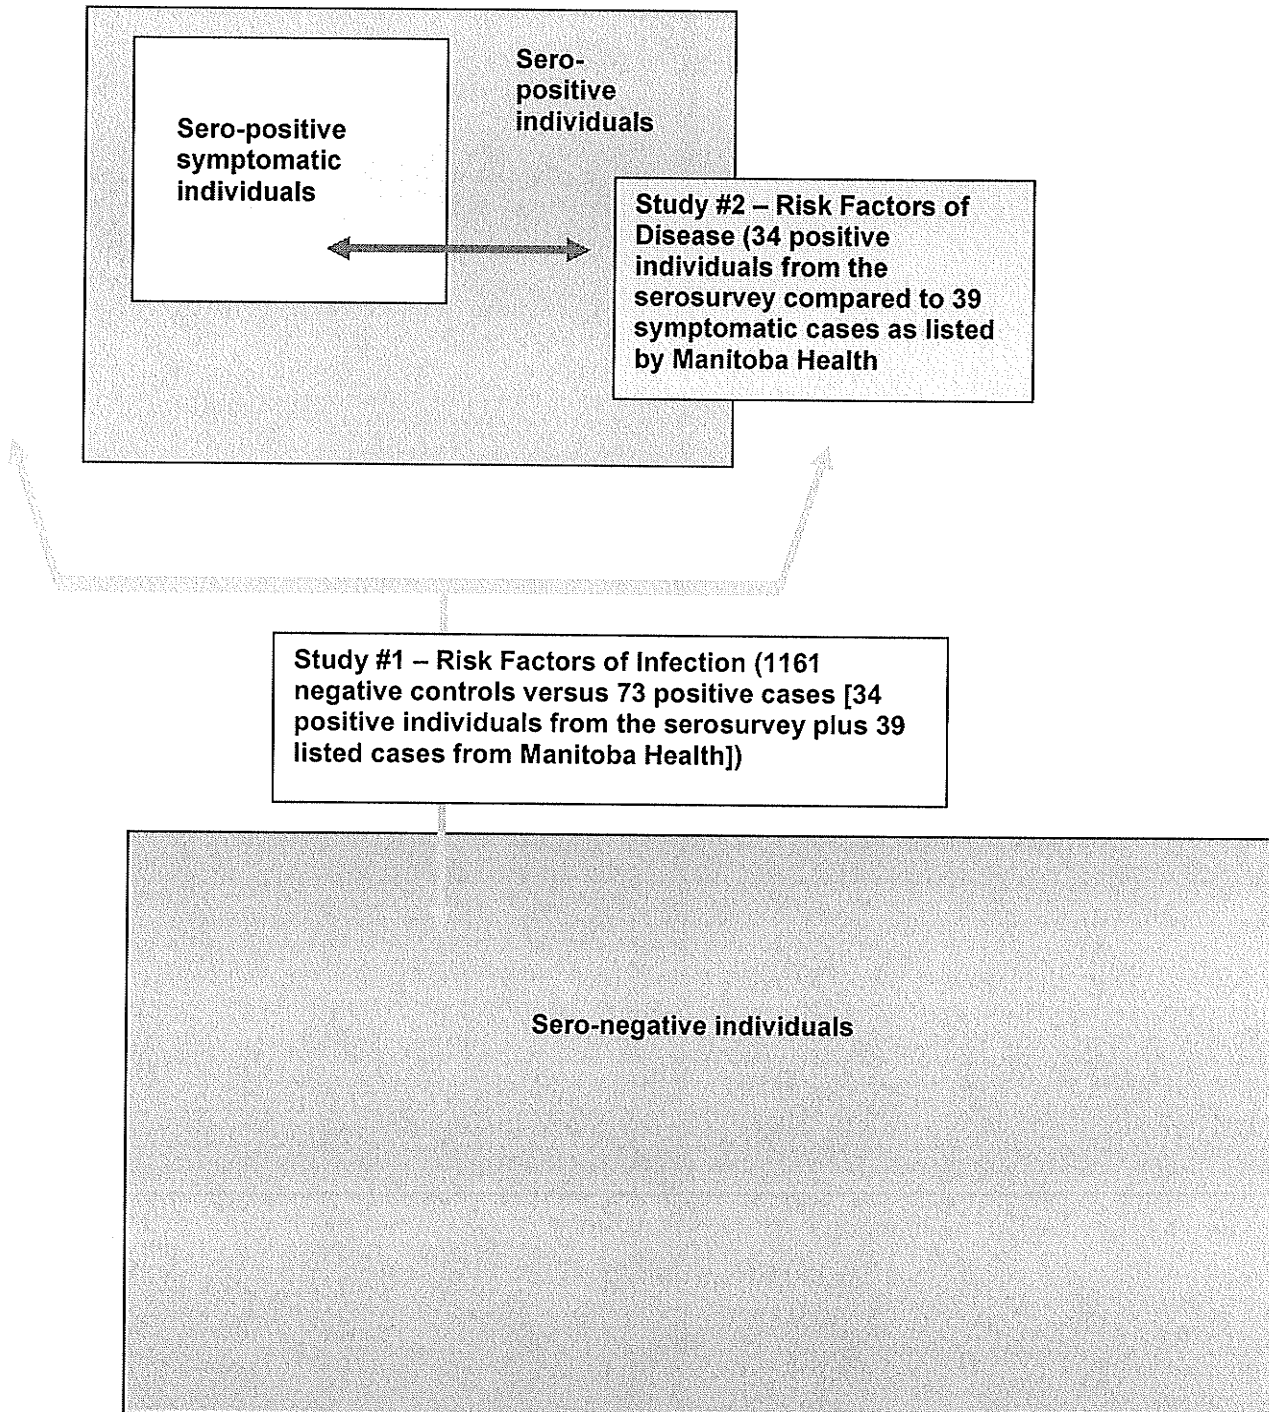 Sero-
positive
individuals
Sero-positive
symptomatic
individuals
Study #2 – Risk Factors of
Disease (34 positive
individuals from the
serosurvey compared to 39
symptomatic cases as listed
by Manitoba Health
Study #1 – Risk Factors of Infection (1161
negative controls versus 73 positive cases [34
positive individuals from the serosurvey plus 39
listed cases from Manitoba Health])
Sero-negative individuals